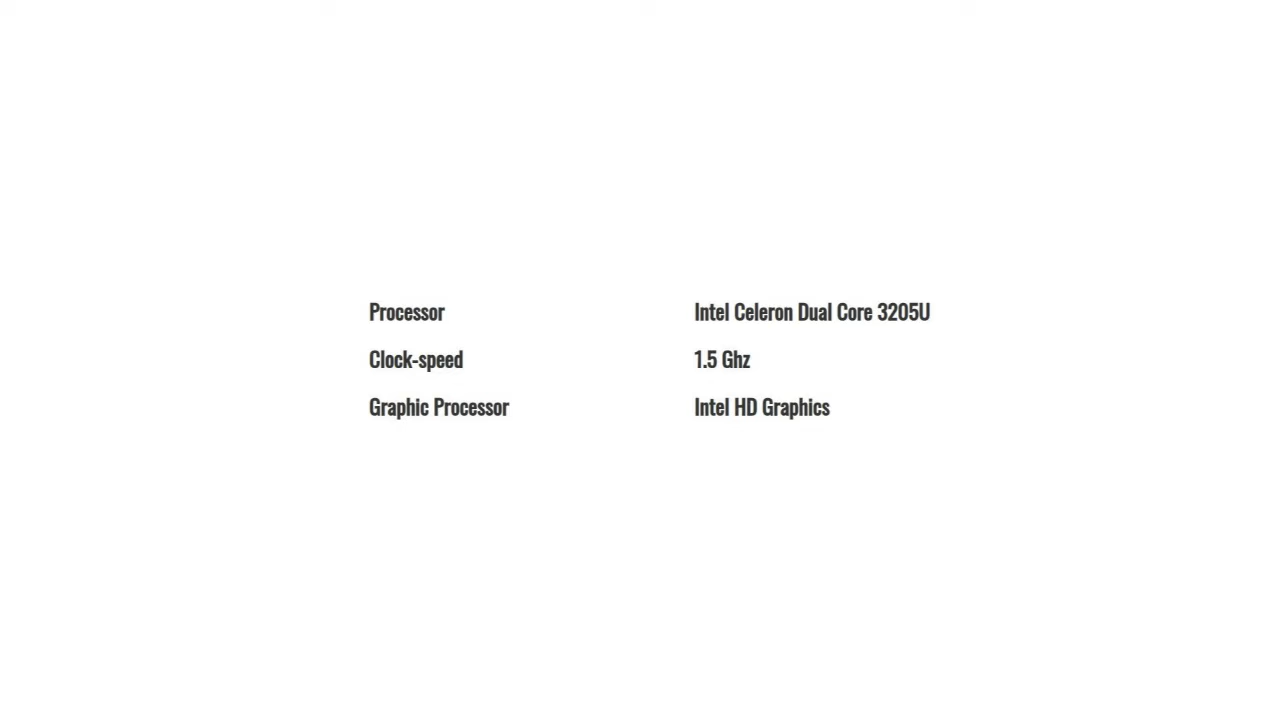 Processor Intel Celeron Dual Core 3205U
Clock-speed 1.5 Ghz
Graphic Processor Intel HD Graphics